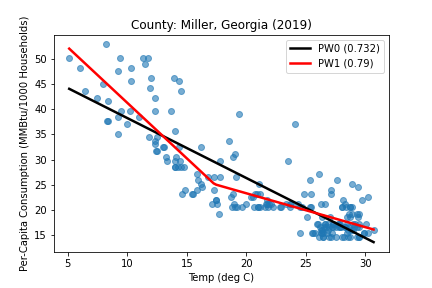 County: Miller, Georgia (2019)
PW0 (0.732)
PW1 (0.79)
Per-Capita Consumption (MMBtu/1000 Households)
50
45
40
35
30
25
20
15
5
10
15
20
25
30
Temp (deg C)